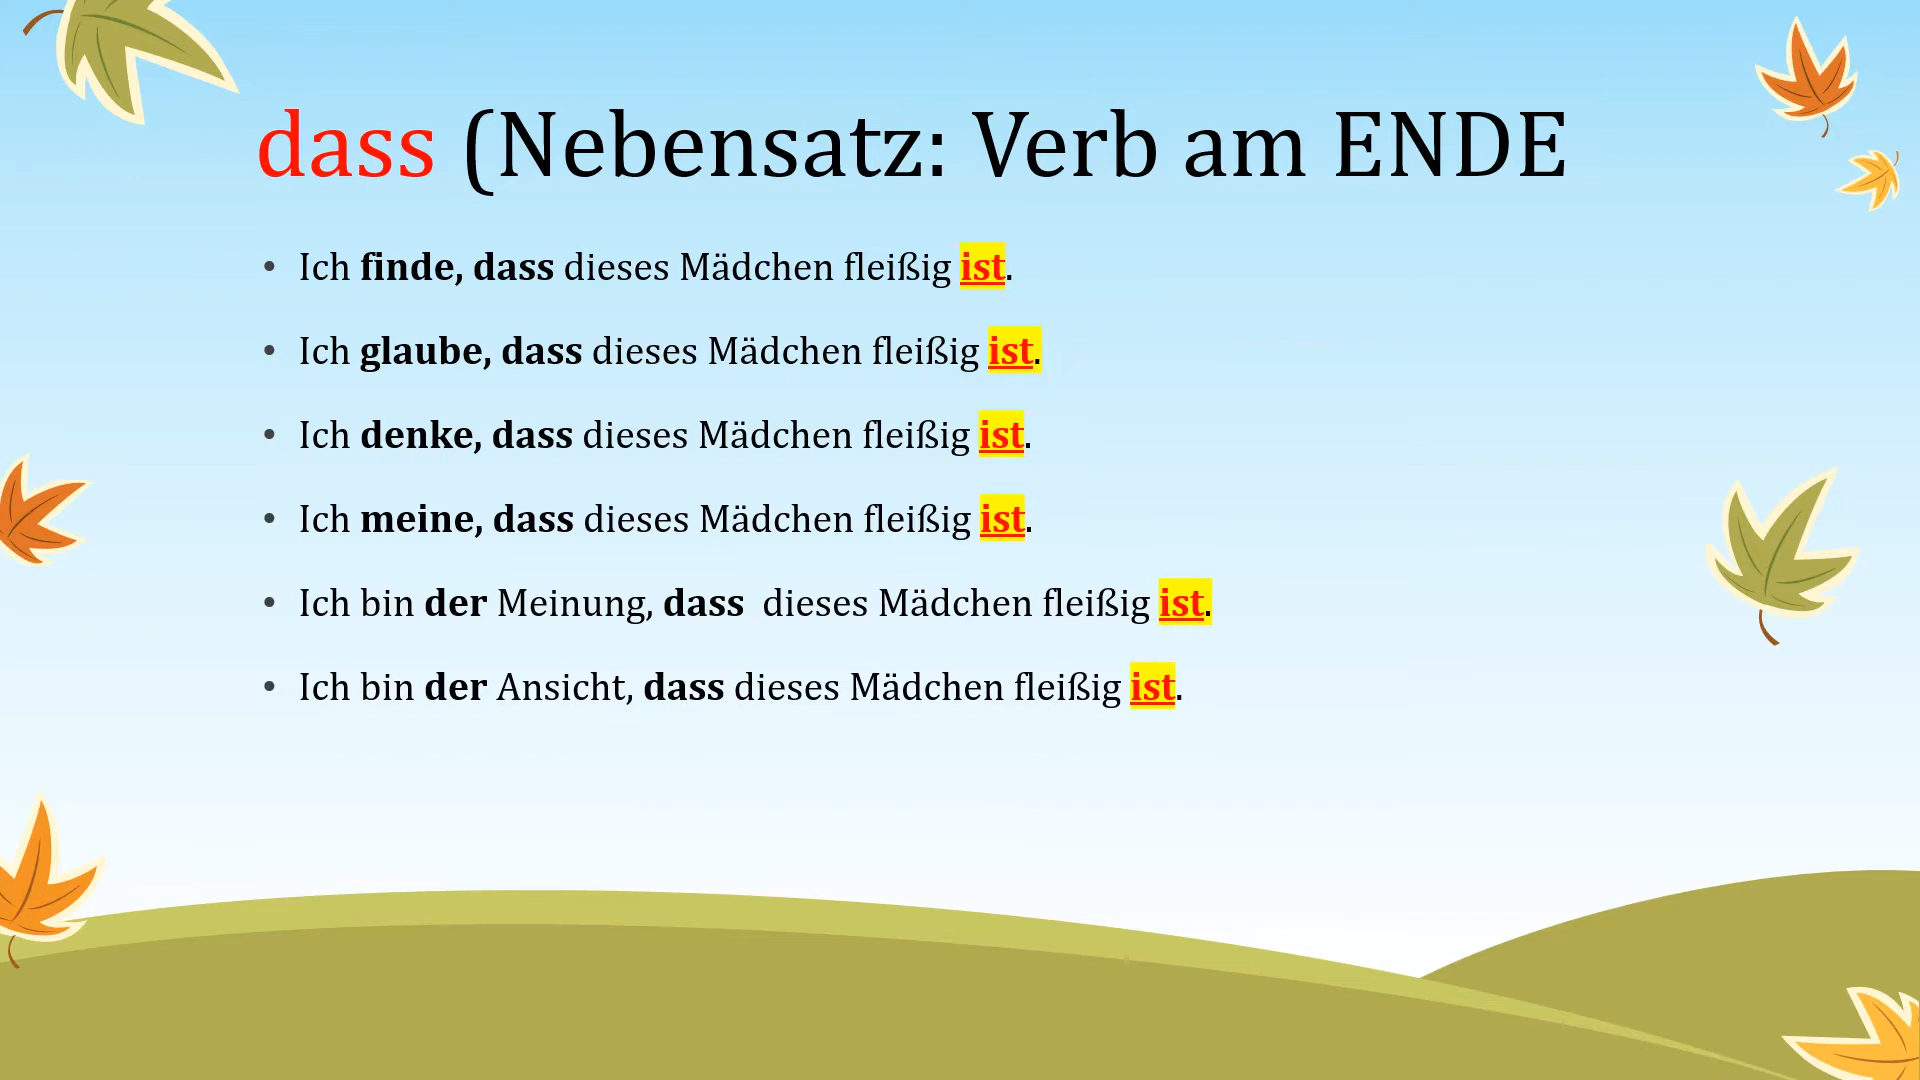 dass (Nebensatz: Verb am ENDE
• Ich finde, dass dieses Mädchen fleißig ist.
• Ich glaube, dass dieses Mädchen fleißig ist.
• Ich denke, dass dieses Mädchen fleißig ist.
• Ich meine, dass dieses Mädchen fleißig ist.
• Ich bin der Meinung, dass  dieses Mädchen fleißig ist.
• Ich bin der Ansicht, dass dieses Mädchen fleißig ist.